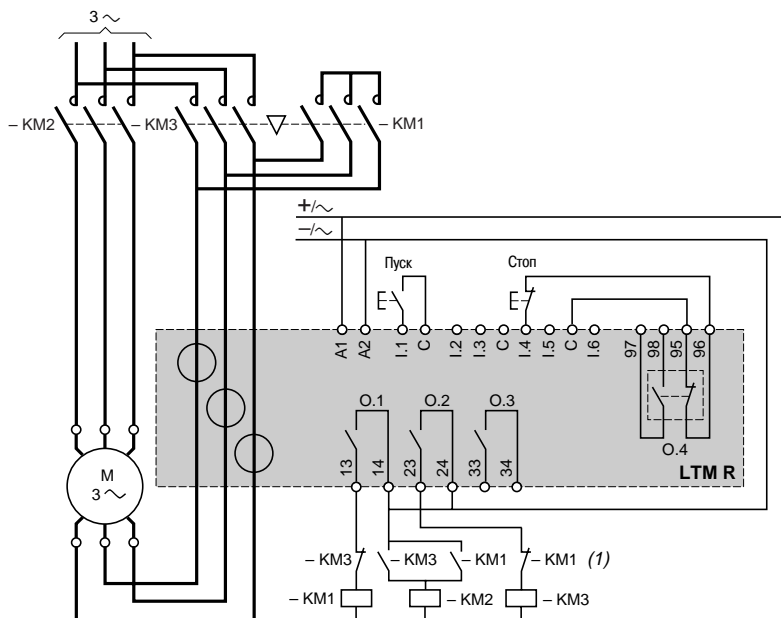 3 ∼
– KM2
– KM3
– KM1
+/∼
–/∼
Пуск
Стоп
A1
A2
I.1
C
I.2
I.3
C
I.4
I.5
C
I.6
97
98
95
96
O.1
O.2
O.3
O.4
13
14
23
24
33
34
LTM R
M
3 ∼
– KM3
– KM3
– KM1
– KM1 (1)
– KM1
– KM2
– KM3